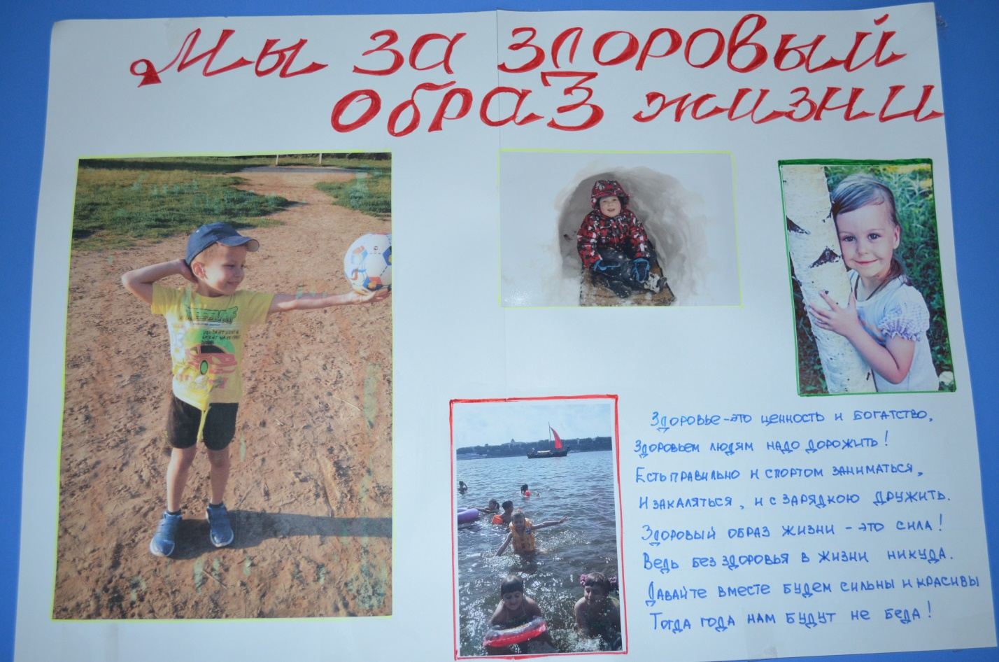 Мы за здоровый
образ жизни
Здоровье-это ценность и богатство,
Здоровьем людям надо дорожить!
Есть правильно и спортом заниматься,
И закаляться, и с зарядкою дружить.
Здоровый образ жизни - это сила!
Ведь без здоровья в жизни никуда.
Давайте вместе будем сильны и красивы
Тогда года нам будут не беда!